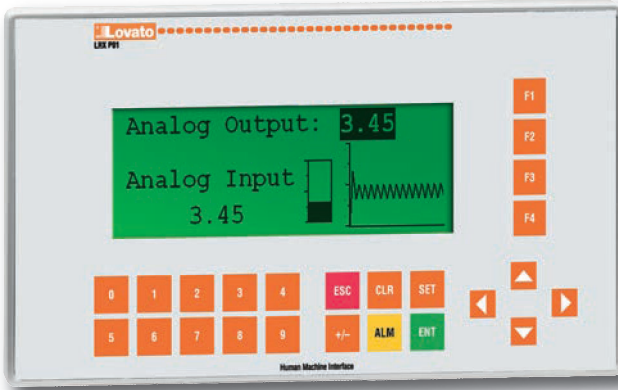 Lovato
LRX P01
Analog Output: 3.45
Analog Input
3.45
F1
F2
F3
F4
0 1 2 3 4 ESC CLR SET
5 6 7 8 9 +/- ALM ENT
Human Machine Interface